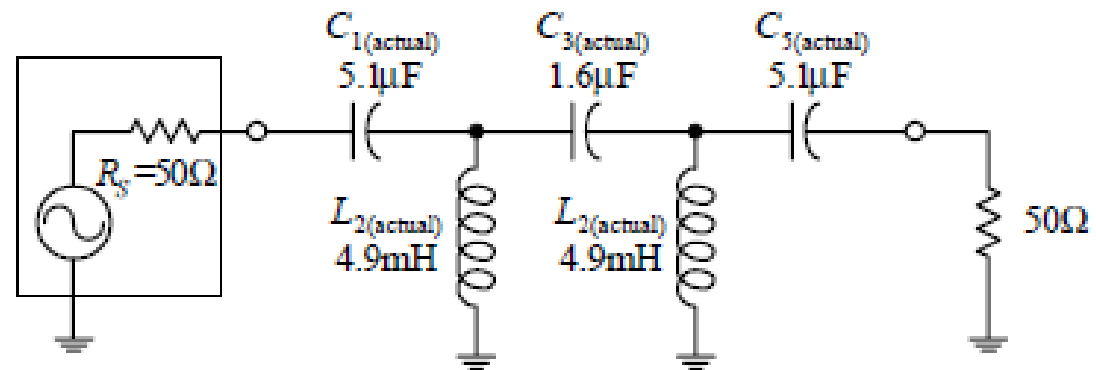 C1(actual)
5.1µF
C3(actual)
1.6µF
C5(actual)
5.1µF
RS=50Ω
L2(actual)
4.9mH
L2(actual)
4.9mH
50Ω